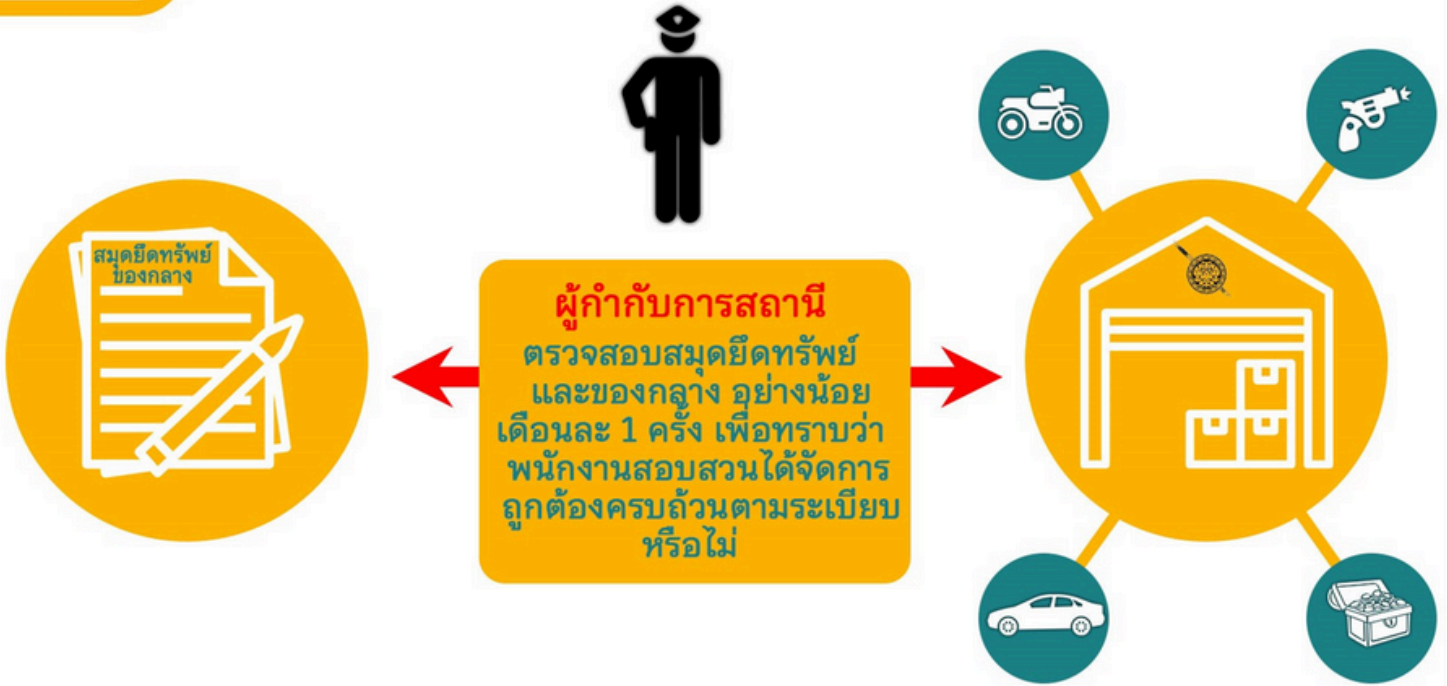 สมุดยึดทรัพย์
ของกลาง
ผู้กำกับการสถานี
ตรวจสอบสมุดยึดทรัพย์
และของกลาง อย่างน้อย
เดือนละ 1 ครั้ง เพื่อทราบว่า
พนักงานสอบสวนได้จัดการ
ถูกต้องครบถ้วนตามระเบียบ
หรือไม่